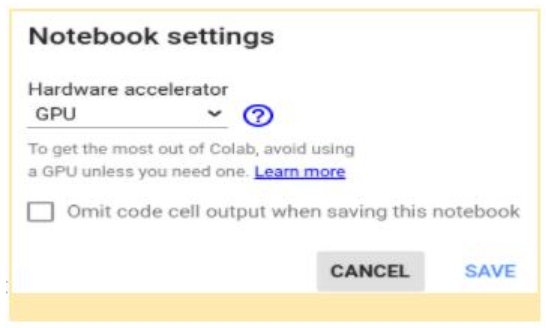 Notebook settings
Hardware accelerator
GPU
To get the most out of Colab, avoid using
a GPU unless you need one. Learn more
Omit code cell output when saving this notebook
CANCEL SAVE